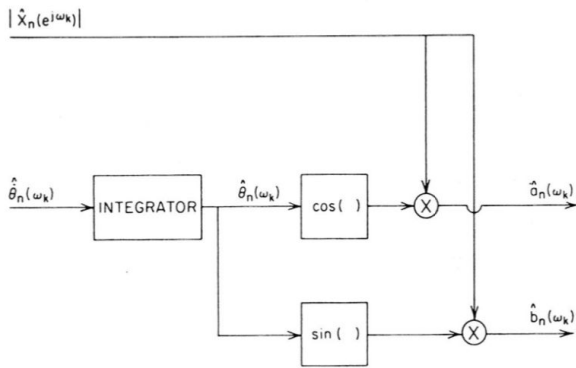 |X̂ₙ(e^{jωₖ})|
θ̇̂ₙ(ωₖ)
INTEGRATOR
θ̂ₙ(ωₖ)
cos( )
X
âₙ(ωₖ)
sin( )
X
b̂ₙ(ωₖ)